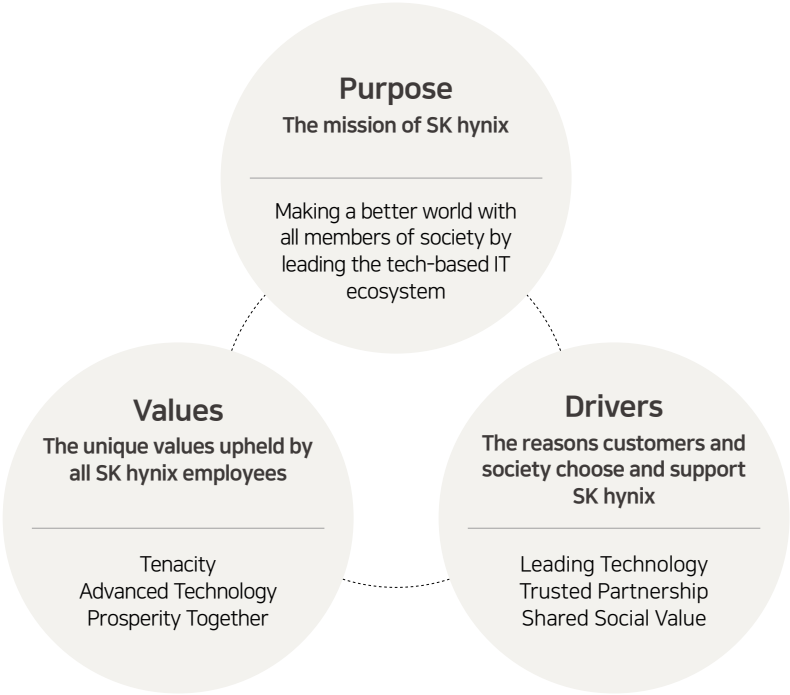 Purpose
The mission of SK hynix
Making a better world with
all members of society by
leading the tech-based IT
ecosystem
Values
The unique values upheld by
all SK hynix employees
Tenacity
Advanced Technology
Prosperity Together
Drivers
The reasons customers and
society choose and support
SK hynix
Leading Technology
Trusted Partnership
Shared Social Value